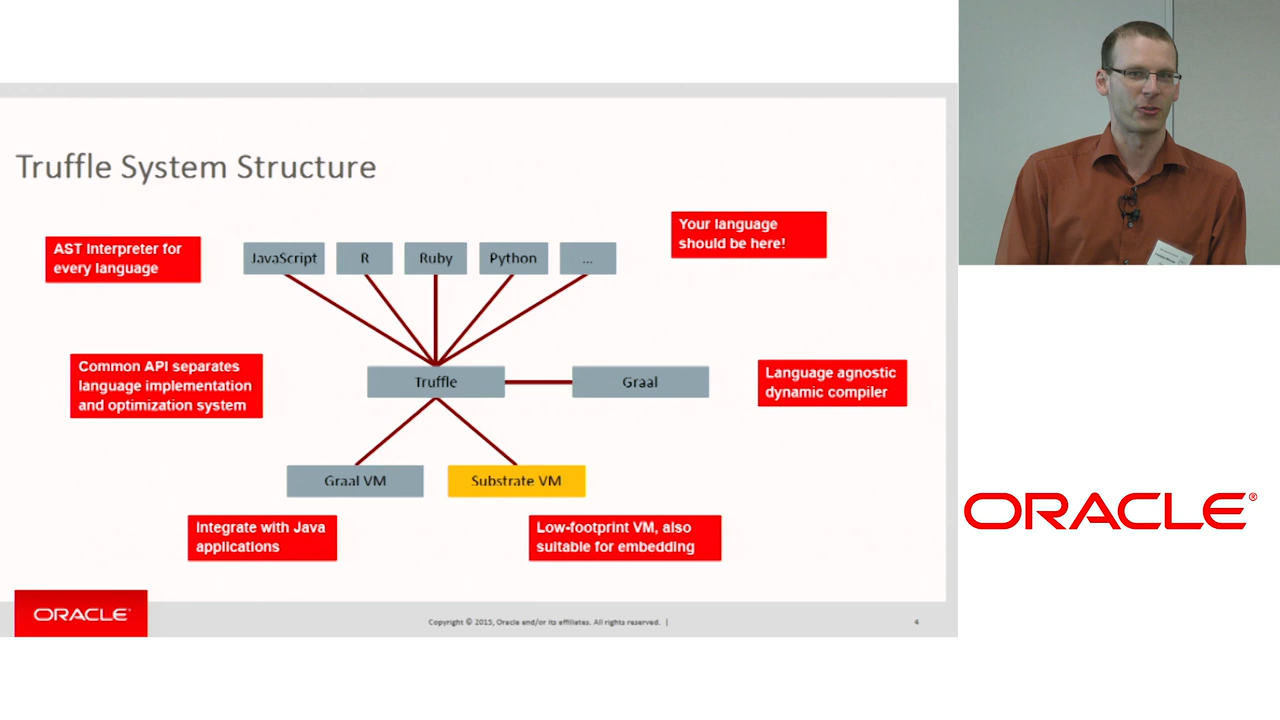 Truffle System Structure
AST Interpreter for
every language
JavaScript
R
Ruby
Python
...
Your language
should be here!
Common API separates
language implementation
and optimization system
Truffle
Graal
Language agnostic
dynamic compiler
Graal VM
Substrate VM
Integrate with Java
applications
Low-footprint VM, also
suitable for embedding
ORACLE®
Copyright © 2015, Oracle and/or its affiliates. All rights reserved. |
4
ORACLE®